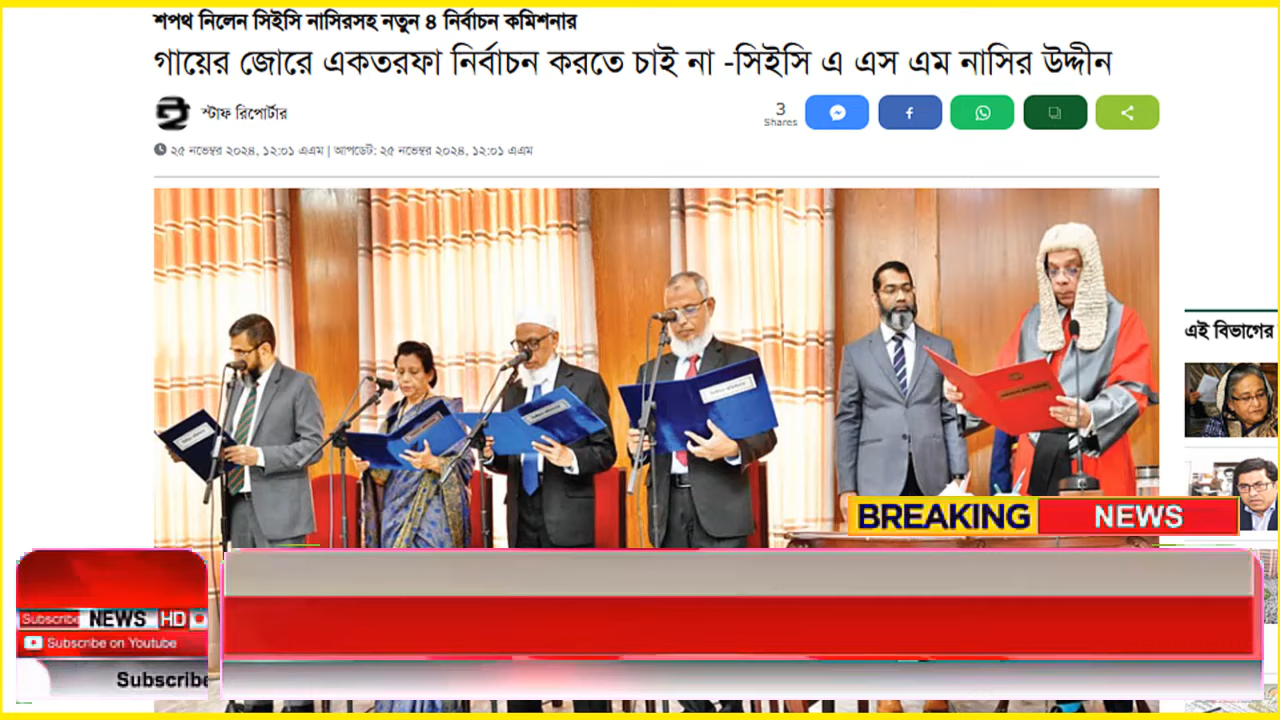 শপথ নিলেন সিইসি নাসিরসহ নতুন ৪ নির্বাচন কমিশনার
গায়ের জোরে একতরফা নির্বাচন করতে চাই না -সিইসি এ এস এম নাসির উদ্দীন
স্টাফ রিপোর্টার
3
Shares
২৫ নভেম্বর ২০২৪, ১২:০১ এএম | আপডেট: ২৫ নভেম্বর ২০২৪, ১২:০১ এএম
এই বিভাগের
BREAKING NEWS
Subscribe NEWS HD
Subscribe on Youtube
Subscribe